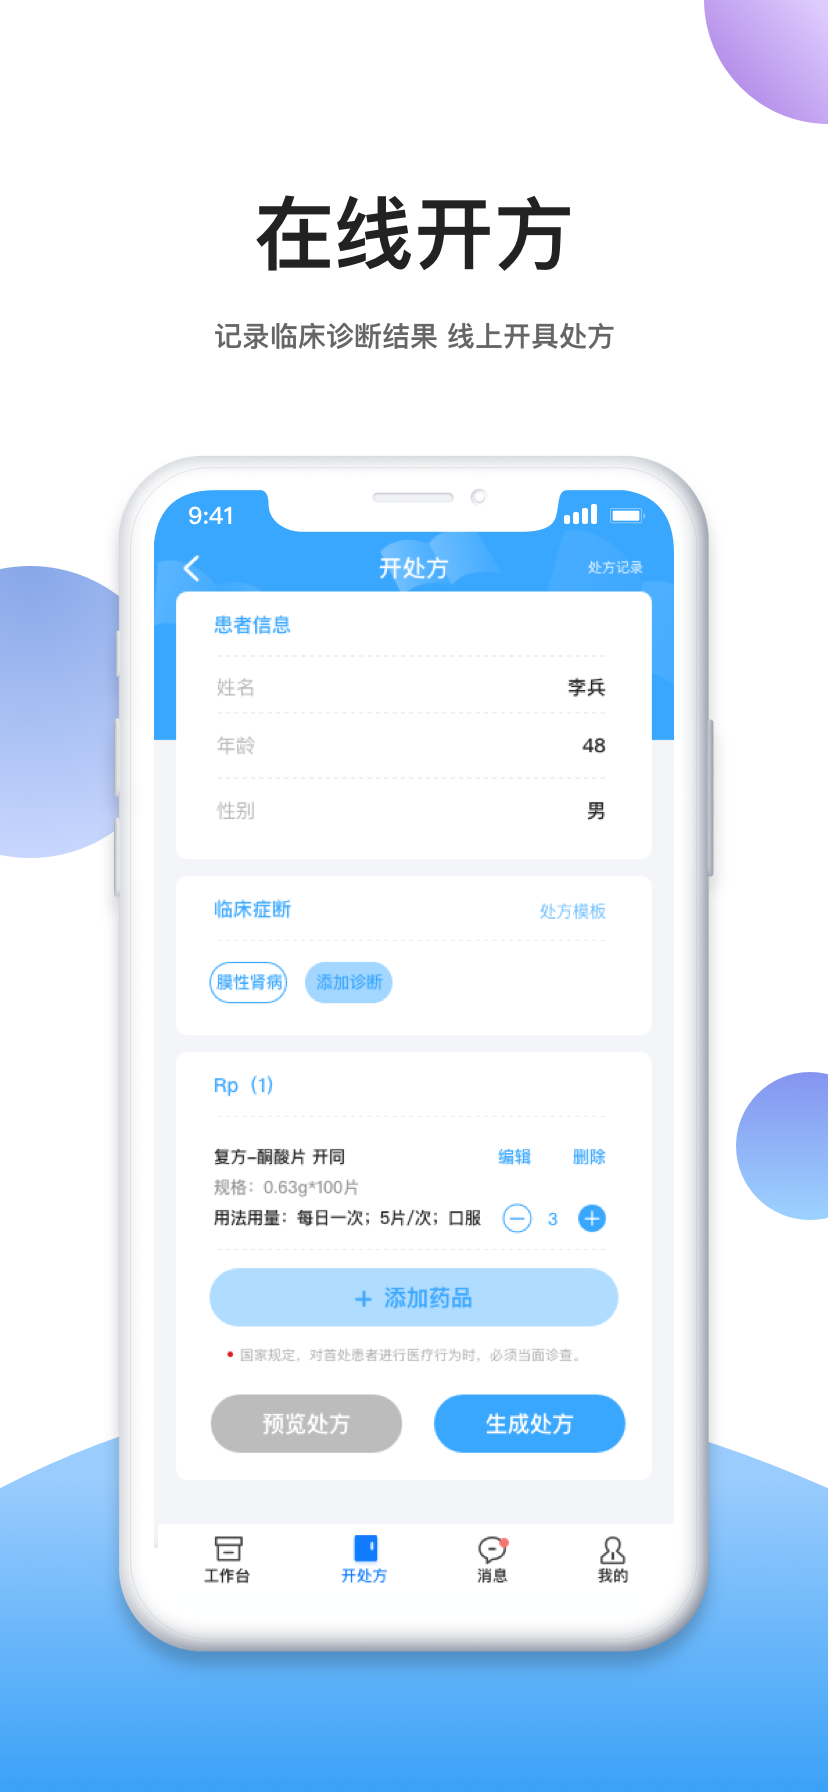 在线开方
记录临床诊断结果 线上开具处方
9:41
开处方
处方记录
患者信息
姓名
李兵
年龄
48
性别
男
临床症断
处方模板
膜性肾病
添加诊断
Rp（1）
复方-酮酸片 开同
编辑
删除
规格：0.63g*100片
用法用量：每日一次；5片/次；口服
3
+ 添加药品
国家规定，对首处患者进行医疗行为时，必须当面诊查。
预览处方
生成处方
工作台
开处方
消息
我的